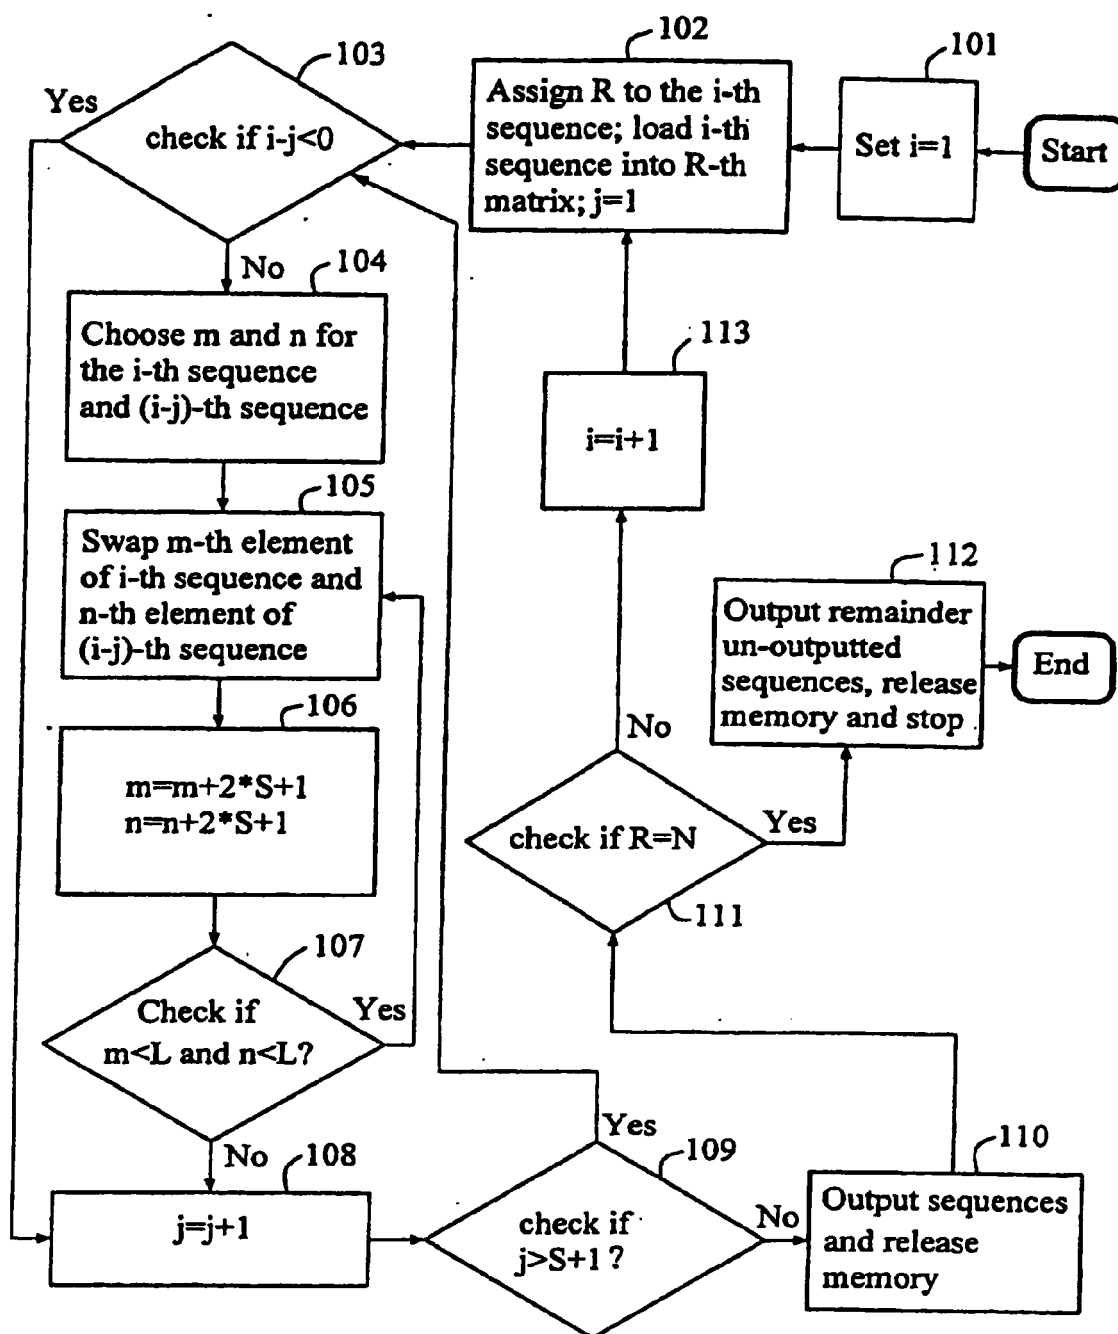 Start
101
Set i=1
102
Assign R to the i-th
sequence; load i-th
sequence into R-th
matrix; j=1
103
check if i-j<0
Yes
No
104
Choose m and n for
the i-th sequence
and (i-j)-th sequence
105
Swap m-th element
of i-th sequence and
n-th element of
(i-j)-th sequence
106
m=m+2*S+1
n=n+2*S+1
107
Check if
m<L and n<L?
Yes
No
108
j=j+1
109
check if
j>S+1?
Yes
No
110
Output sequences
and release
memory
111
check if R=N
Yes
No
112
Output remainder
un-outputted
sequences, release
memory and stop
End
113
i=i+1